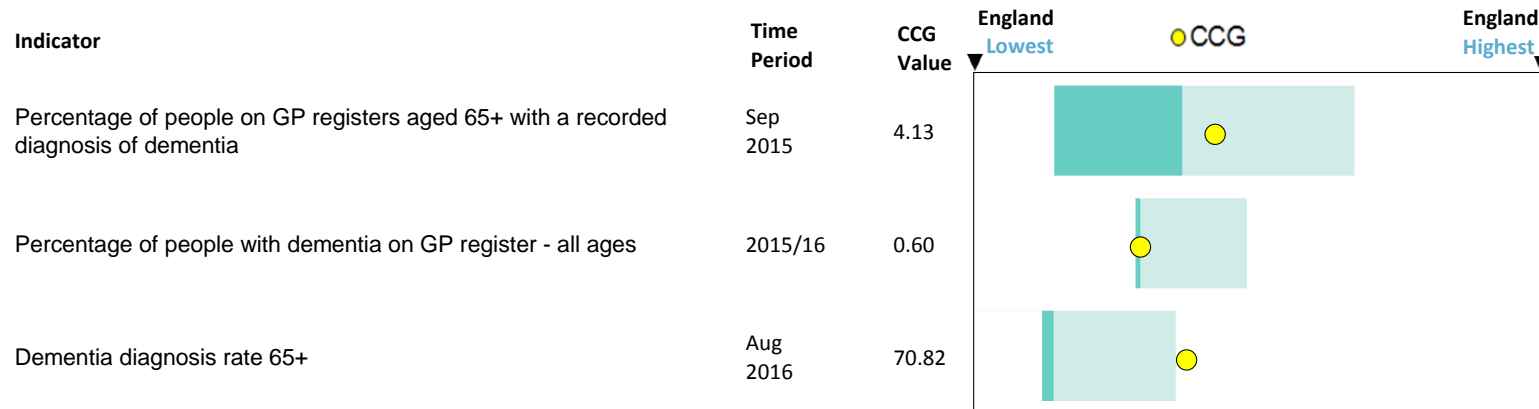 Indicator
Time
Period
CCG
Value
England
Lowest
CCG
England
Highest
Percentage of people on GP registers aged 65+ with a recorded
diagnosis of dementia
Sep
2015
4.13
Percentage of people with dementia on GP register - all ages
2015/16
0.60
Dementia diagnosis rate 65+
Aug
2016
70.82